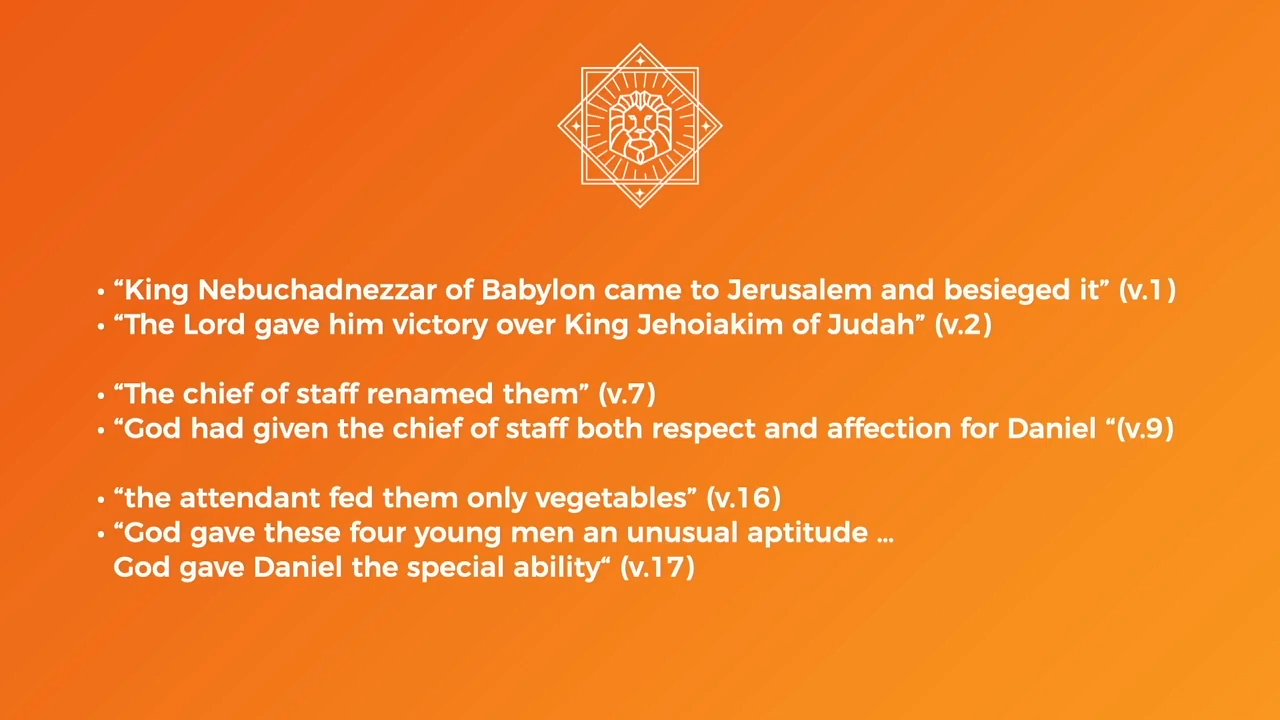 • “King Nebuchadnezzar of Babylon came to Jerusalem and besieged it” (v.1)
• “The Lord gave him victory over King Jehoiakim of Judah” (v.2)
• “The chief of staff renamed them” (v.7)
• “God had given the chief of staff both respect and affection for Daniel “(v.9)
• “the attendant fed them only vegetables” (v.16)
• “God gave these four young men an unusual aptitude ...
God gave Daniel the special ability“ (v.17)